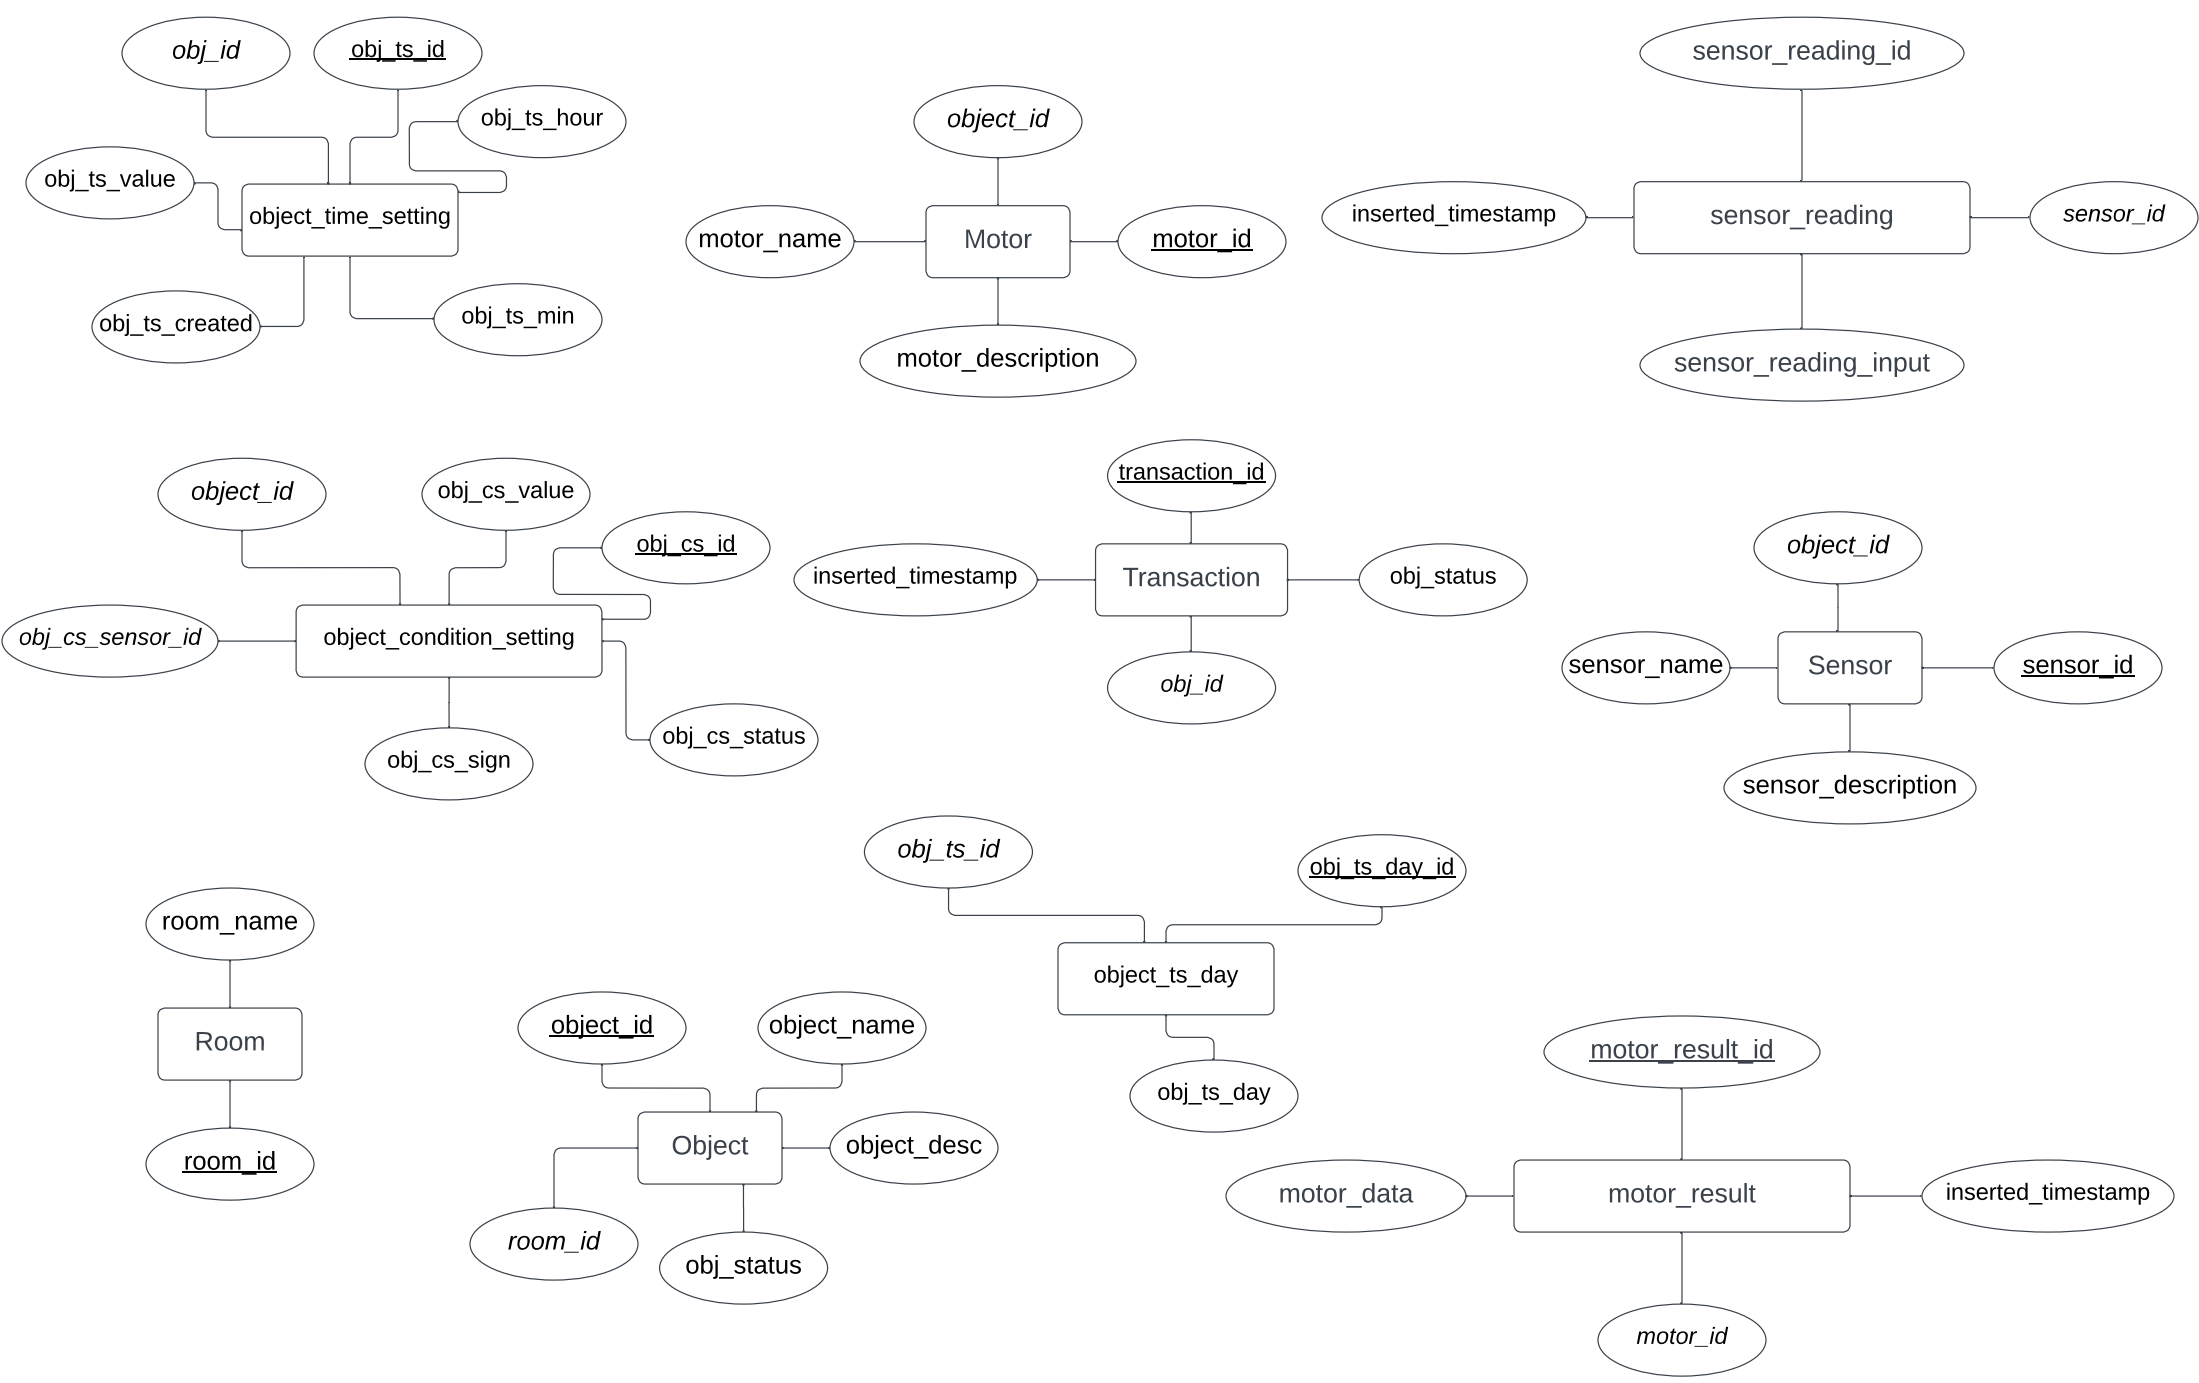 obj_id
obj_ts_id
obj_ts_hour
obj_ts_value
object_time_setting
obj_ts_created
obj_ts_min
object_id
motor_name
Motor
motor_id
motor_description
sensor_reading_id
inserted_timestamp
sensor_reading
sensor_id
sensor_reading_input
object_id
obj_cs_value
obj_cs_id
obj_cs_sensor_id
object_condition_setting
obj_cs_status
obj_cs_sign
transaction_id
inserted_timestamp
Transaction
obj_status
obj_id
object_id
sensor_name
Sensor
sensor_id
sensor_description
room_name
Room
room_id
object_id
object_name
Object
object_desc
room_id
obj_status
obj_ts_id
obj_ts_day_id
object_ts_day
obj_ts_day
motor_result_id
motor_data
motor_result
inserted_timestamp
motor_id